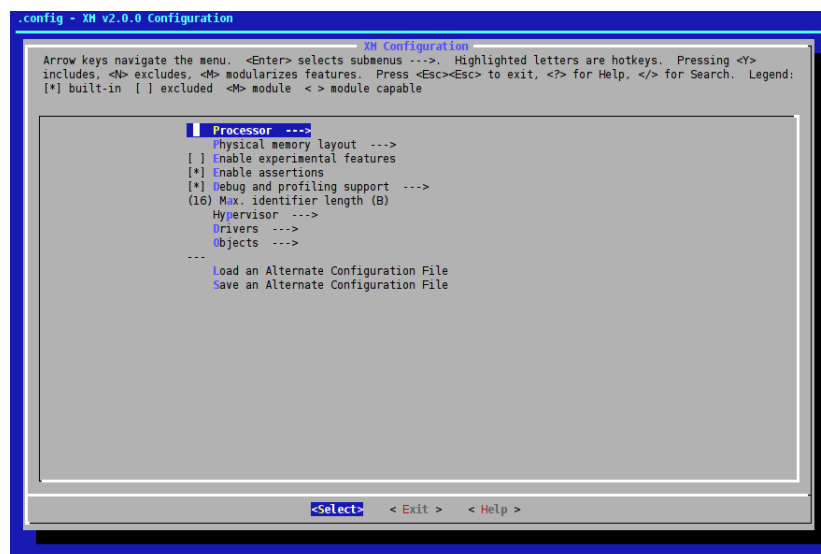 .config - XM v2.0.0 Configuration
XM Configuration
Arrow keys navigate the menu. <Enter> selects submenus --->. Highlighted letters are hotkeys. Pressing <Y>
includes, <N> excludes, <M> modularizes features. Press <Esc><Esc> to exit, <?> for Help, </> for Search. Legend:
[*] built-in [ ] excluded <M> module < > module capable
Processor --->
Physical memory layout --->
[ ] Enable experimental features
[*] Enable assertions
[*] Debug and profiling support --->
(16) Max. identifier length (B)
Hypervisor --->
Drivers --->
Objects --->
---
Load an Alternate Configuration File
Save an Alternate Configuration File
<Select> < Exit > < Help >